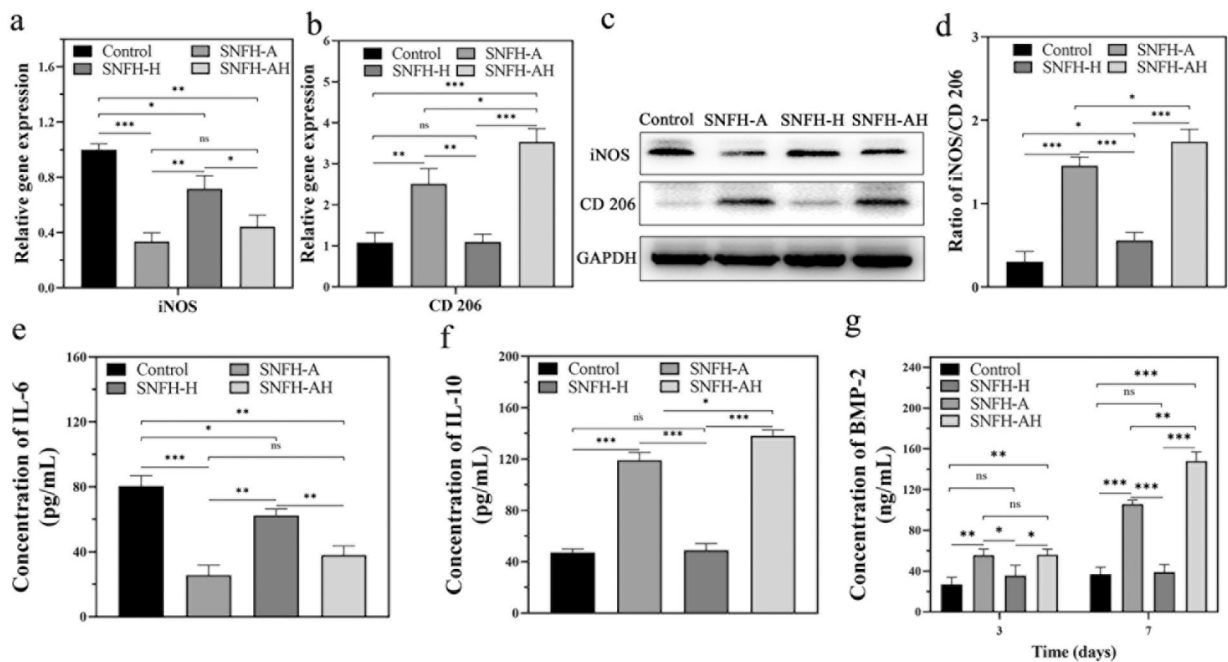 a
Control
SNFH-A
SNFH-H
SNFH-AH
Relative gene expression
1.8
1.2
0.6
0.0
**
*
***
ns
**
*
iNOS
b
Control
SNFH-A
SNFH-H
SNFH-AH
Relative gene expression
6
5
4
3
2
1
0
***
*
ns
***
**
**
CD 206
c
Control SNFH-A SNFH-H SNFH-AH
iNOS
CD 206
GAPDH
d
Control
SNFH-A
SNFH-H
SNFH-AH
Ratio of iNOS/CD 206
3
2
1
0
*
*
***
***
***
e
Control
SNFH-A
SNFH-H
SNFH-AH
Concentration of IL-6
(pg/mL)
160
120
80
40
0
**
*
ns
***
**
**
f
Control
SNFH-A
SNFH-H
SNFH-AH
Concentration of IL-10
(pg/mL)
200
160
120
80
40
0
*
ns
***
***
***
g
Control
SNFH-H
SNFH-A
SNFH-AH
Concentration of BMP-2
(ng/mL)
240
180
120
60
0
**
ns
ns
**
*
*
***
ns
**
***
***
***
3
7
Time (days)